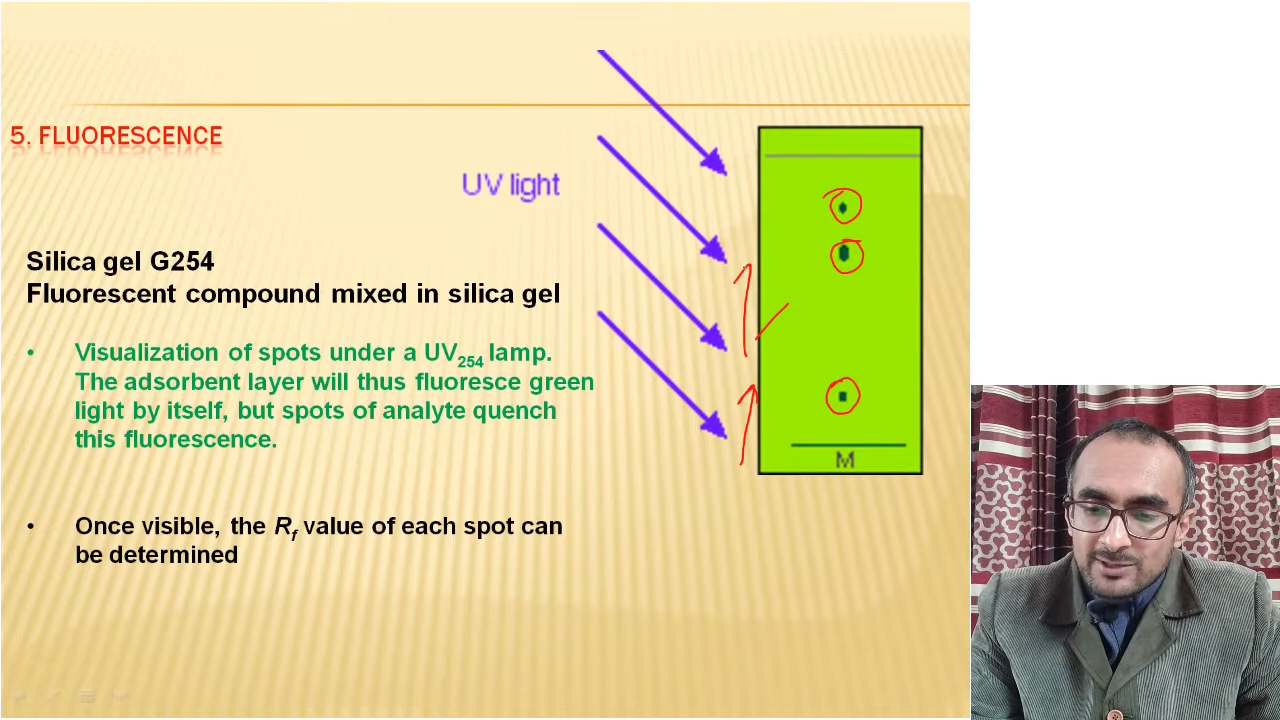 5. FLUORESCENCE
UV light
Silica gel G254
Fluorescent compound mixed in silica gel
• Visualization of spots under a UV254 lamp.
The adsorbent layer will thus fluoresce green
light by itself, but spots of analyte quench
this fluorescence.
• Once visible, the Rf value of each spot can
be determined
M